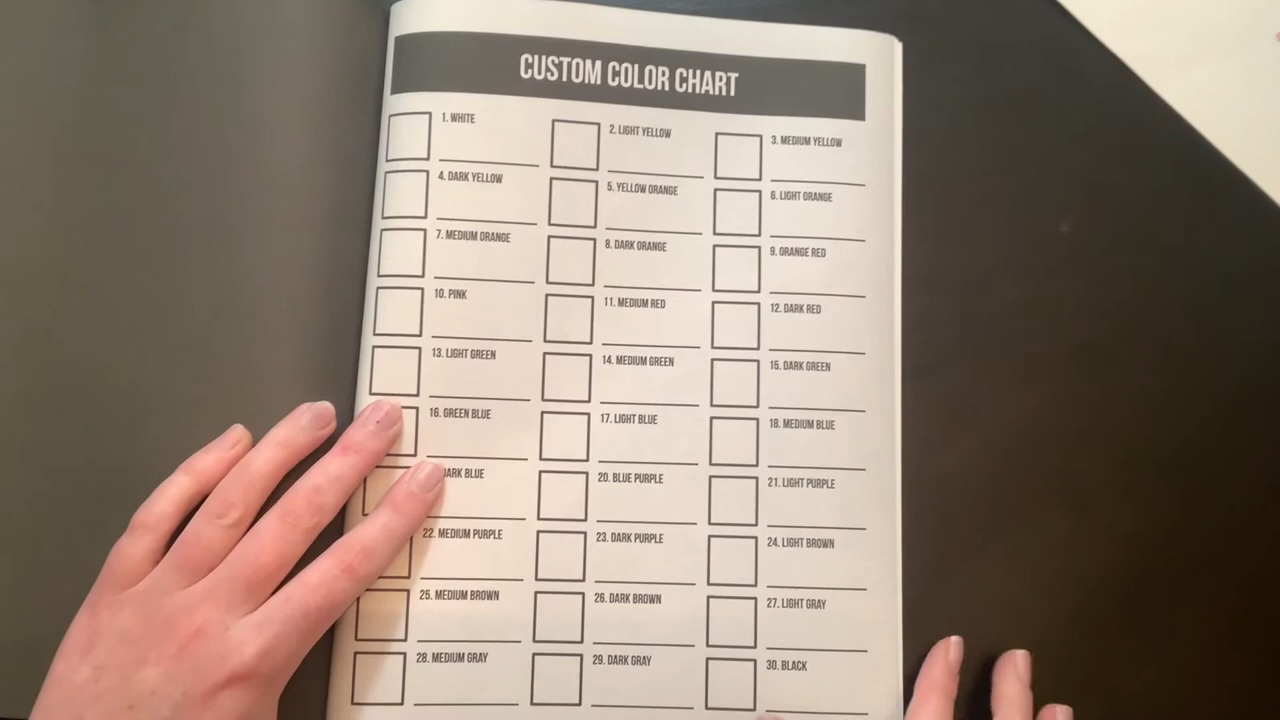 CUSTOM COLOR CHART
1. WHITE
2. LIGHT YELLOW
3. MEDIUM YELLOW
4. DARK YELLOW
5. YELLOW ORANGE
6. LIGHT ORANGE
7. MEDIUM ORANGE
8. DARK ORANGE
9. ORANGE RED
10. PINK
11. MEDIUM RED
12. DARK RED
13. LIGHT GREEN
14. MEDIUM GREEN
15. DARK GREEN
16. GREEN BLUE
17. LIGHT BLUE
18. MEDIUM BLUE
ARK BLUE
20. BLUE PURPLE
21. LIGHT PURPLE
22. MEDIUM PURPLE
23. DARK PURPLE
24. LIGHT BROWN
25. MEDIUM BROWN
26. DARK BROWN
27. LIGHT GRAY
28. MEDIUM GRAY
29. DARK GRAY
30. BLACK